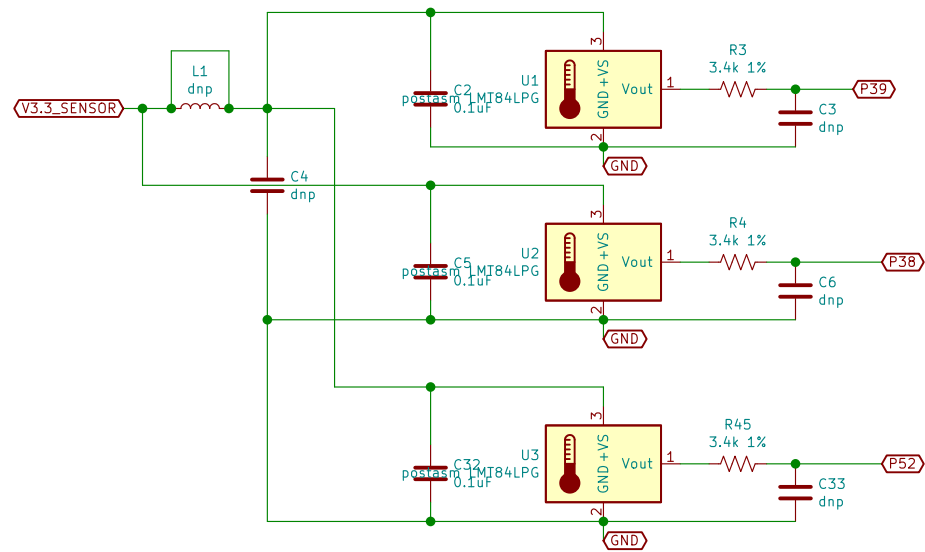 V3.3_SENSOR
L1
dnp
C4
dnp
C2
postasm
0.1uF
U1
LMT84LPG
3
+VS
GND
2
Vout
1
R3
3.4k 1%
P39
C3
dnp
GND
C5
postasm
0.1uF
U2
LMT84LPG
3
+VS
GND
2
Vout
1
R4
3.4k 1%
P38
C6
dnp
GND
C32
postasm
0.1uF
U3
LMT84LPG
3
+VS
GND
2
Vout
1
R45
3.4k 1%
P52
C33
dnp
GND